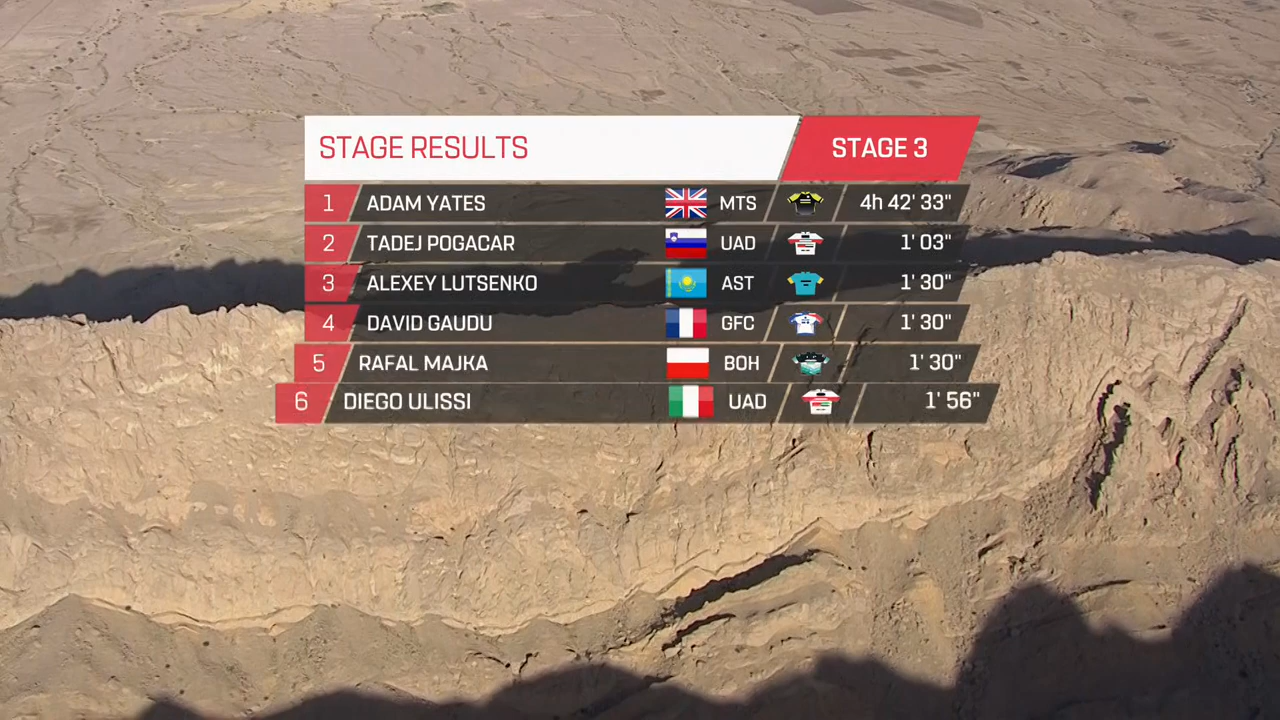 STAGE RESULTS STAGE 3
1 ADAM YATES MTS 4h 42' 33"
2 TADEJ POGACAR UAD 1' 03"
3 ALEXEY LUTSENKO AST 1' 30"
4 DAVID GAUDU GFC 1' 30"
5 RAFAL MAJKA BOH 1' 30"
6 DIEGO ULISSI UAD 1' 56"